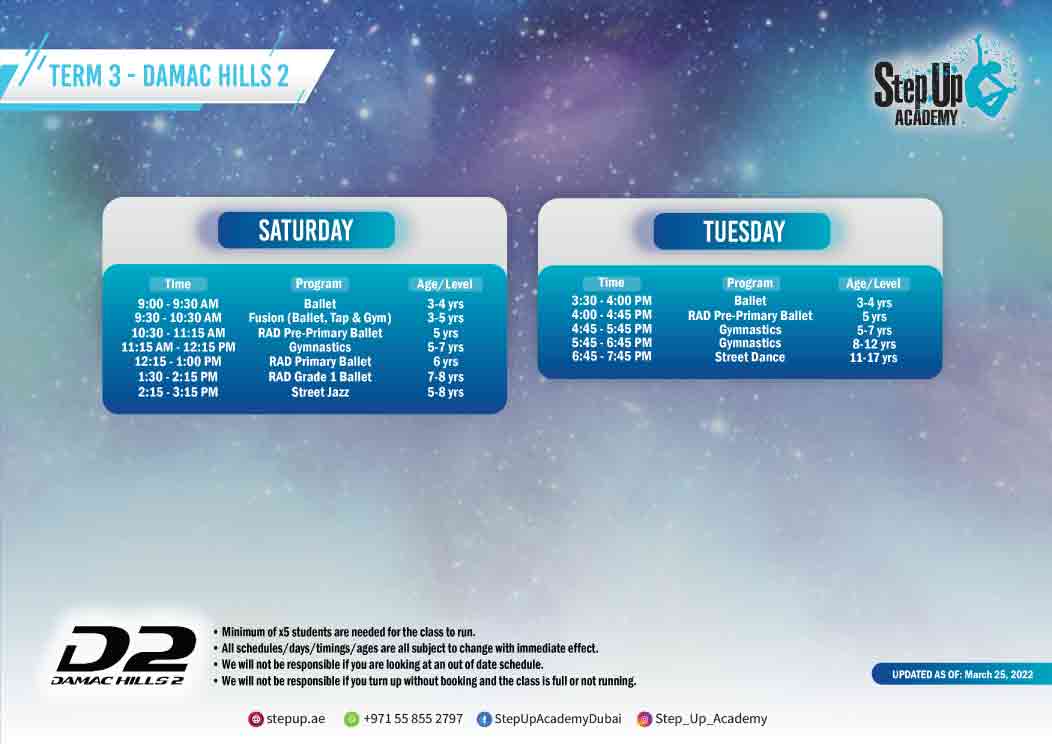 TERM 3 - DAMAC HILLS 2
Step Up
ACADEMY
SATURDAY
Time Program Age/Level
9:00 - 9:30 AM Ballet 3-4 yrs
9:30 - 10:30 AM Fusion (Ballet, Tap & Gym) 3-5 yrs
10:30 - 11:15 AM RAD Pre-Primary Ballet 5 yrs
11:15 AM - 12:15 PM Gymnastics 5-7 yrs
12:15 - 1:00 PM RAD Primary Ballet 6 yrs
1:30 - 2:15 PM RAD Grade 1 Ballet 7-8 yrs
2:15 - 3:15 PM Street Jazz 5-8 yrs
TUESDAY
Time Program Age/Level
3:30 - 4:00 PM Ballet 3-4 yrs
4:00 - 4:45 PM RAD Pre-Primary Ballet 5 yrs
4:45 - 5:45 PM Gymnastics 5-7 yrs
5:45 - 6:45 PM Gymnastics 8-12 yrs
6:45 - 7:45 PM Street Dance 11-17 yrs
D2
DAMAC HILLS 2
• Minimum of x5 students are needed for the class to run.
• All schedules/days/timings/ages are all subject to change with immediate effect.
• We will not be responsible if you are looking at an out of date schedule.
• We will not be responsible if you turn up without booking and the class is full or not running.
UPDATED AS OF: March 25, 2022
stepup.ae +971 55 855 2797 StepUpAcademyDubai Step_Up_Academy